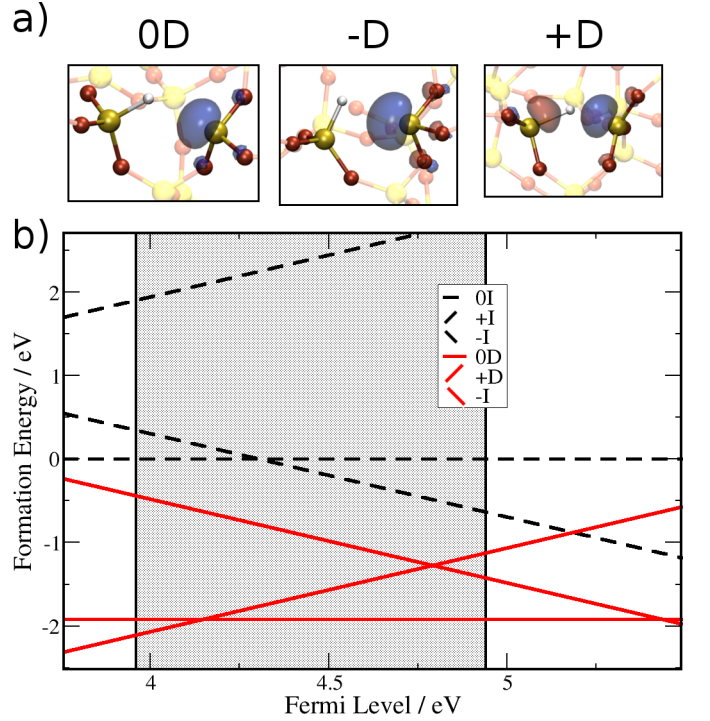 a)
0D -D +D
b)
Formation Energy / eV
2
1
0
-1
-2
0I
+I
-I
0D
+D
-I
4 4.5 5
Fermi Level / eV